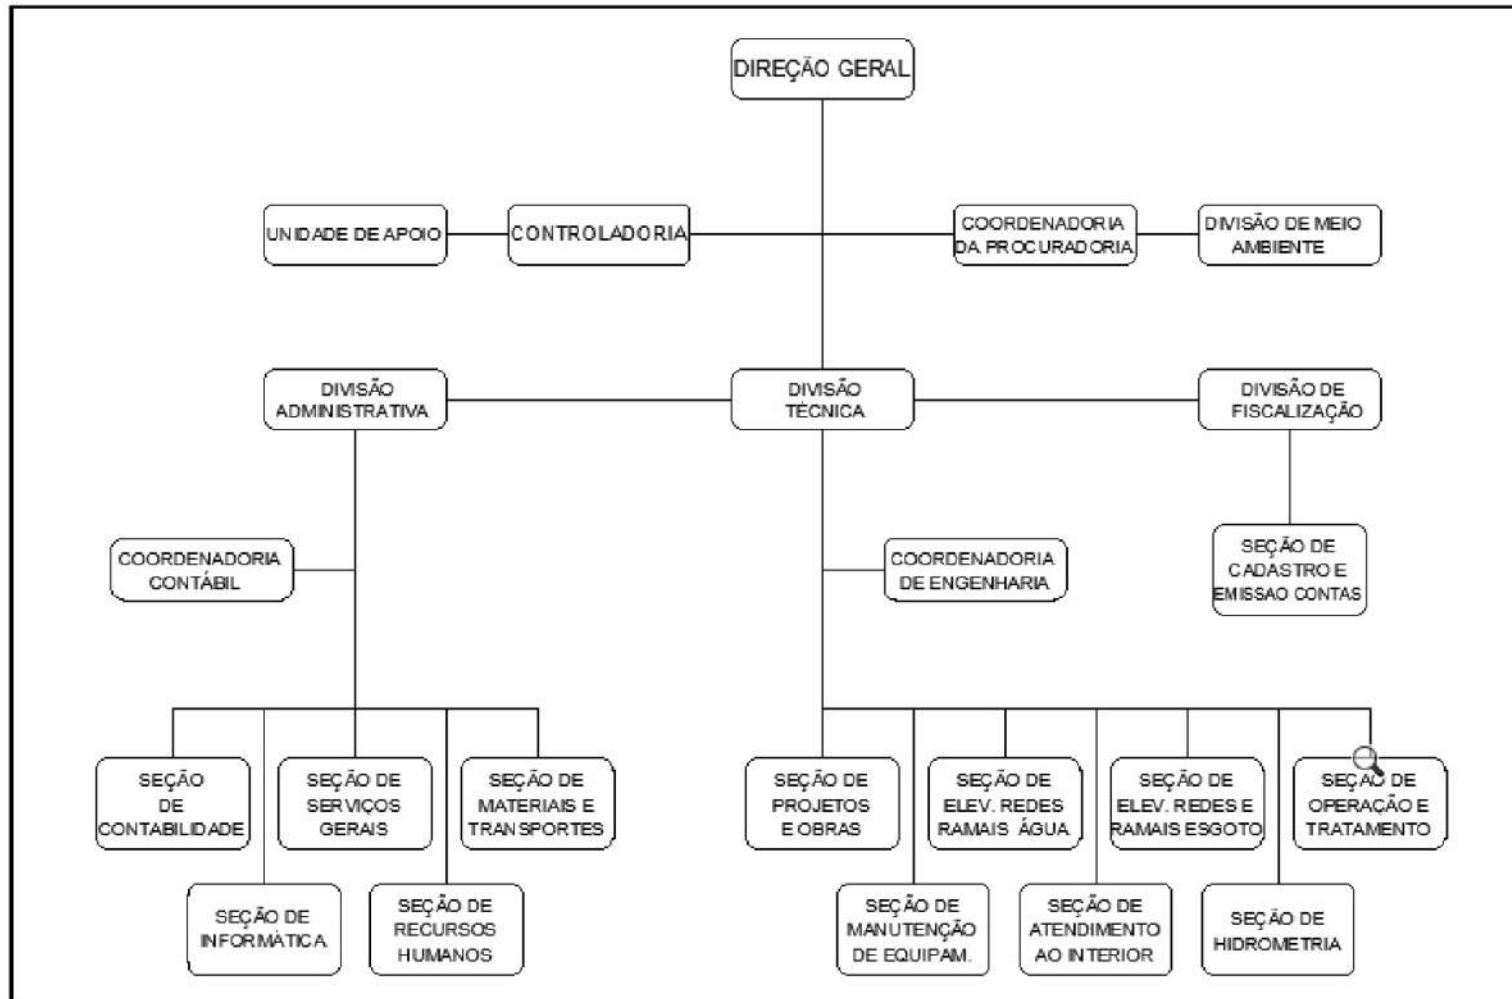 DIREÇÃO GERAL
UNIDADE DE APOIO
CONTROLADORIA
COORDENADORIA
DA PROCURADORIA
DIVISÃO DE MEIO
AMBIENTE
DIVISÃO
ADMINISTRATIVA
DIVISÃO
TÉCNICA
DIVISÃO DE
FISCALIZAÇÃO
COORDENADORIA
CONTÁBIL
COORDENADORIA
DE ENGENHARIA
SEÇÃO DE
CADASTRO E
EMISSAO CONTAS
SEÇÃO
DE
CONTABILIDADE
SEÇÃO DE
SERVIÇOS
GERAIS
SEÇÃO DE
MATERIAIS E
TRANSPORTES
SEÇÃO DE
PROJETOS
E OBRAS
SEÇÃO DE
ELEV. REDES
RAMAIS ÁGUA
SEÇÃO DE
ELEV. REDES E
RAMAIS ESGOTO
SEÇÃO DE
OPERAÇÃO E
TRATAMENTO
SEÇÃO DE
INFORMÁTICA
SEÇÃO DE
RECURSOS
HUMANOS
SEÇÃO DE
MANUTENÇÃO
DE EQUIPAM.
SEÇÃO DE
ATENDIMENTO
AO INTERIOR
SEÇÃO DE
HIDROMETRIA